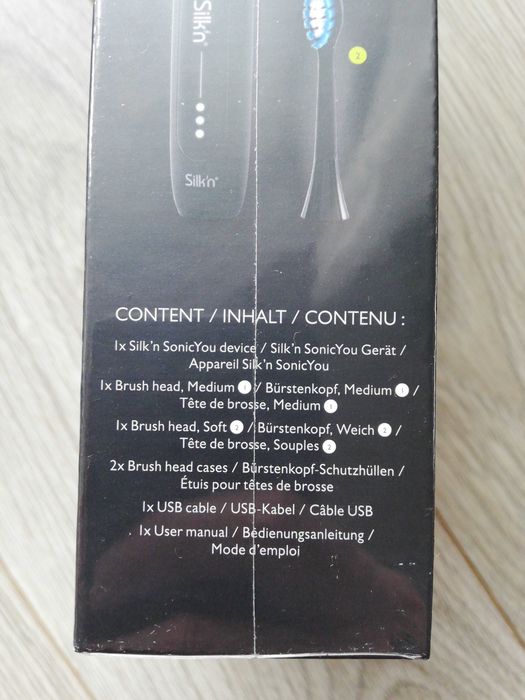 Silk'n®
2
Silk'n®
CONTENT / INHALT / CONTENU :
1x Silk'n SonicYou device / Silk'n SonicYou Gerät /
Appareil Silk'n SonicYou
1x Brush head, Medium 1 / Bürstenkopf, Medium 1 /
Tête de brosse, Medium 1
1x Brush head, Soft 2 / Bürstenkopf, Weich 2 /
Tête de brosse, Souples 2
2x Brush head cases / Bürstenkopf-Schutzhüllen /
Étuis pour têtes de brosse
1x USB cable / USB-Kabel / Câble USB
1x User manual / Bedienungsanleitung /
Mode d'emploi